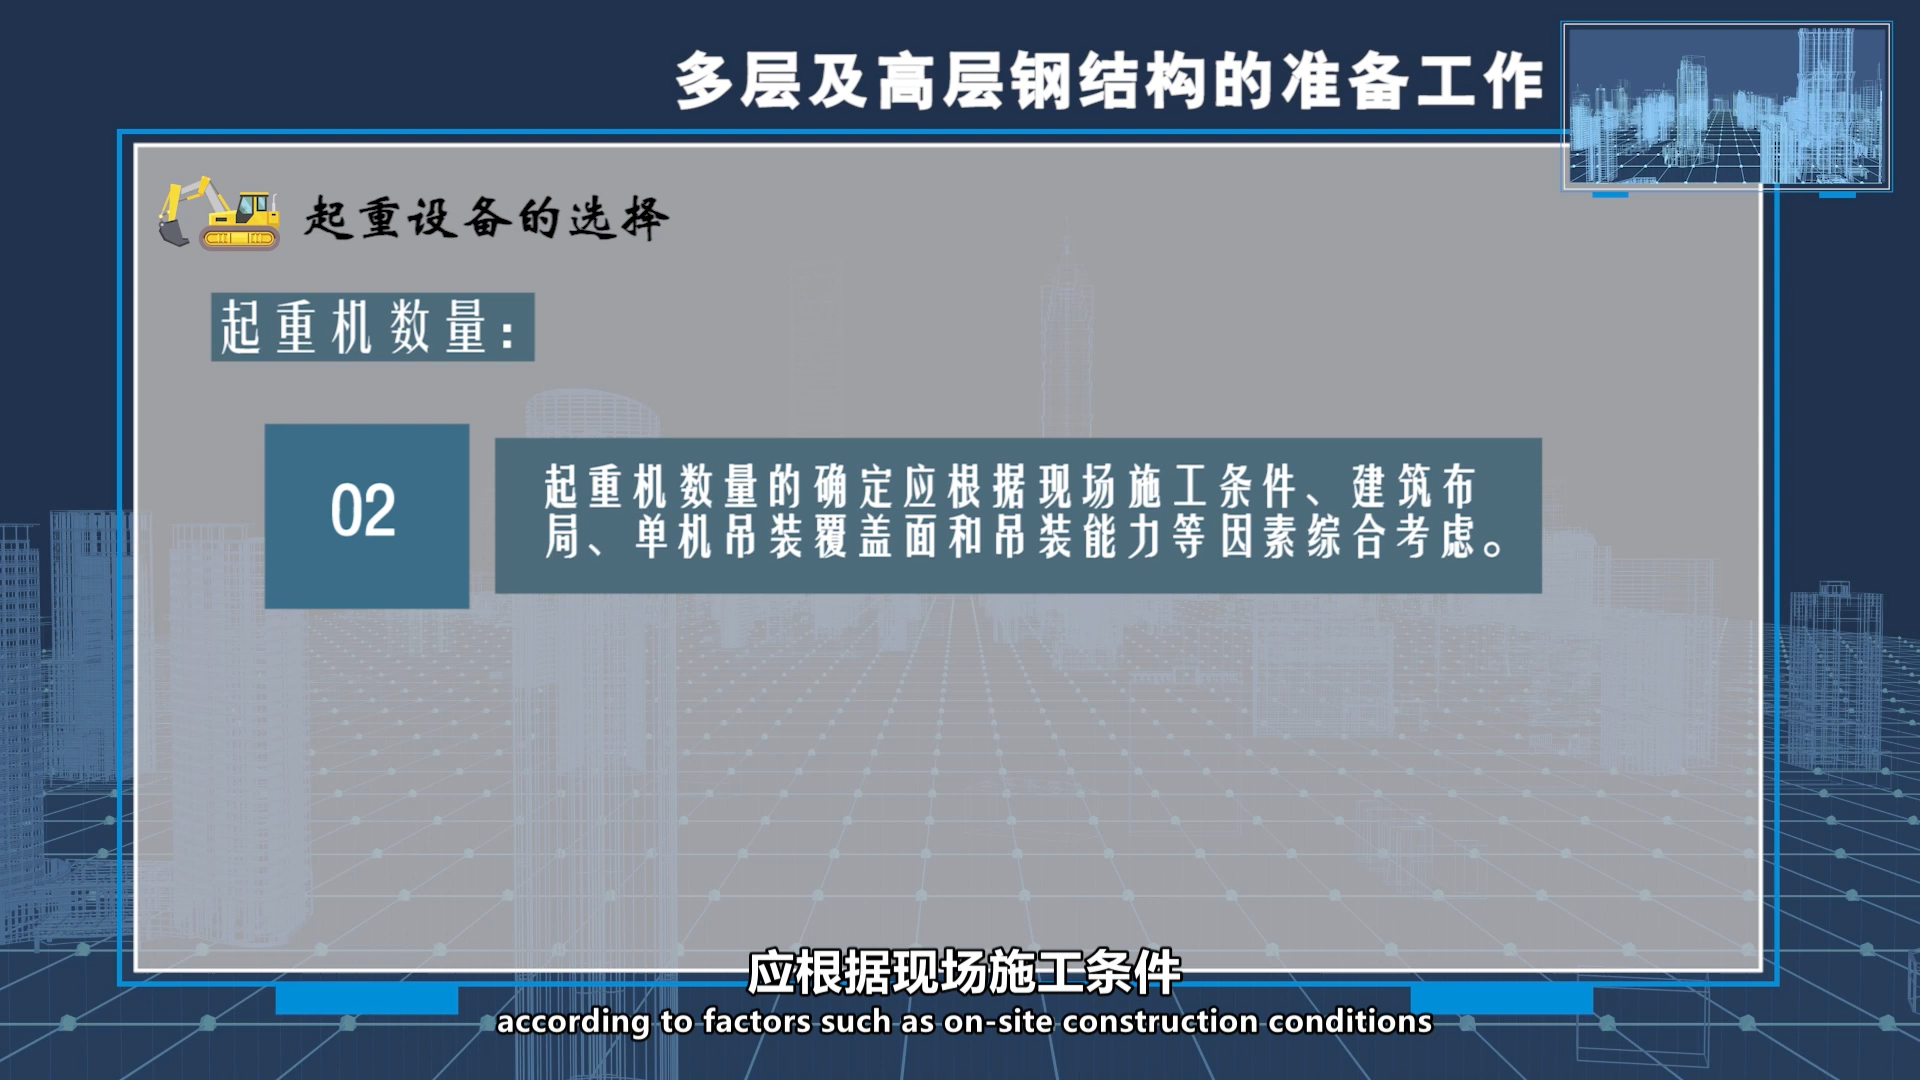 多层及高层钢结构的准备工作
起重设备的选择
起重机数量：
02
起重机数量的确定应根据现场施工条件、建筑布
局、单机吊装覆盖面和吊装能力等因素综合考虑。
应根据现场施工条件
according to factors such as on-site construction conditions